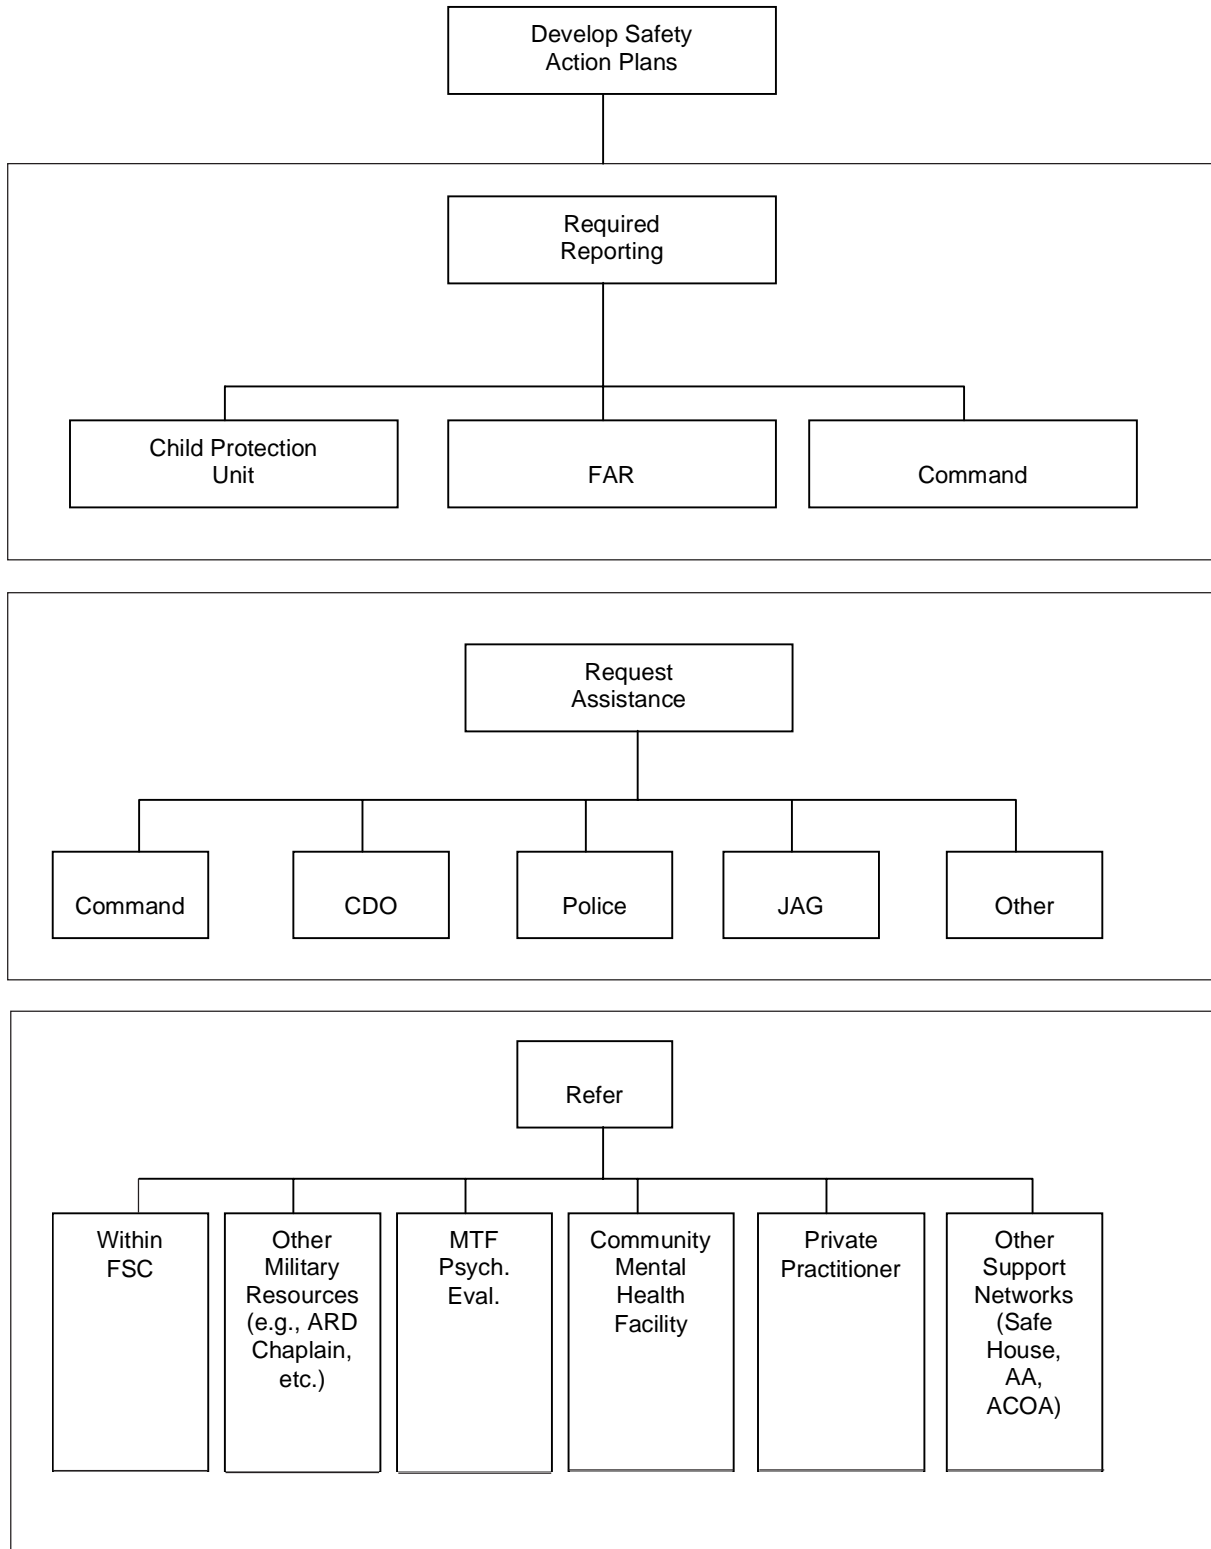 Develop Safety
Action Plans
Required
Reporting
Child Protection
Unit
FAR
Command
Request
Assistance
Command
CDO
Police
JAG
Other
Refer
Within
FSC
Other
Military
Resources
(e.g., ARD
Chaplain,
etc.)
MTF
Psych.
Eval.
Community
Mental
Health
Facility
Private
Practitioner
Other
Support
Networks
(Safe
House,
AA,
ACOA)